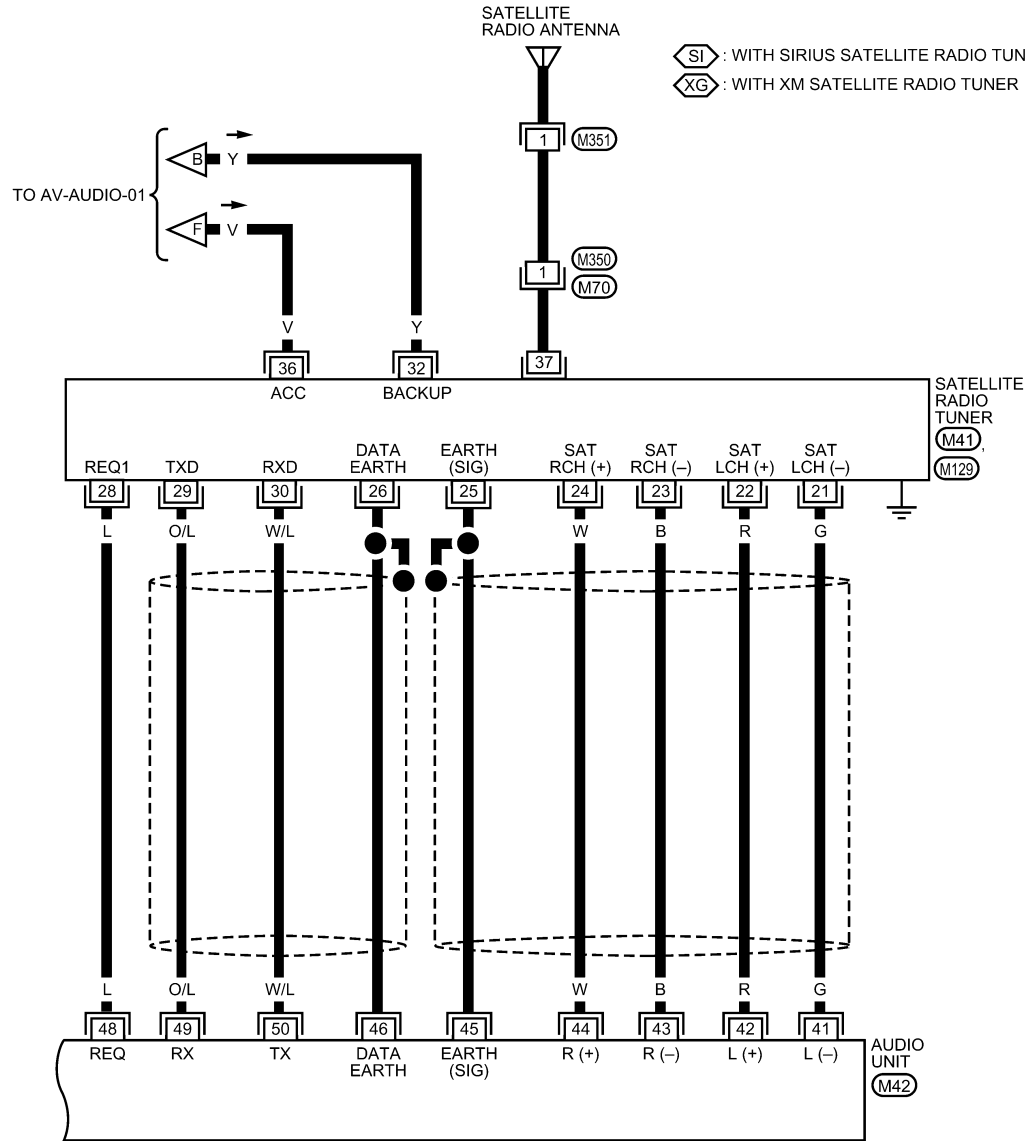 SATELLITE
RADIO ANTENNA
SI : WITH SIRIUS SATELLITE RADIO TUN
XG : WITH XM SATELLITE RADIO TUNER
1 M351
B Y
TO AV-AUDIO-01
F V
1 M350
M70
V Y
36 32 37
ACC BACKUP
SATELLITE
RADIO
TUNER
M41,
M129
REQ1 TXD RXD DATA EARTH EARTH (SIG) SAT RCH (+) SAT RCH (–) SAT LCH (+) SAT LCH (–)
28 29 30 26 25 24 23 22 21
L O/L W/L W B R G
L O/L W/L W B R G
48 49 50 46 45 44 43 42 41
REQ RX TX DATA EARTH EARTH (SIG) R (+) R (–) L (+) L (–)
AUDIO
UNIT
M42